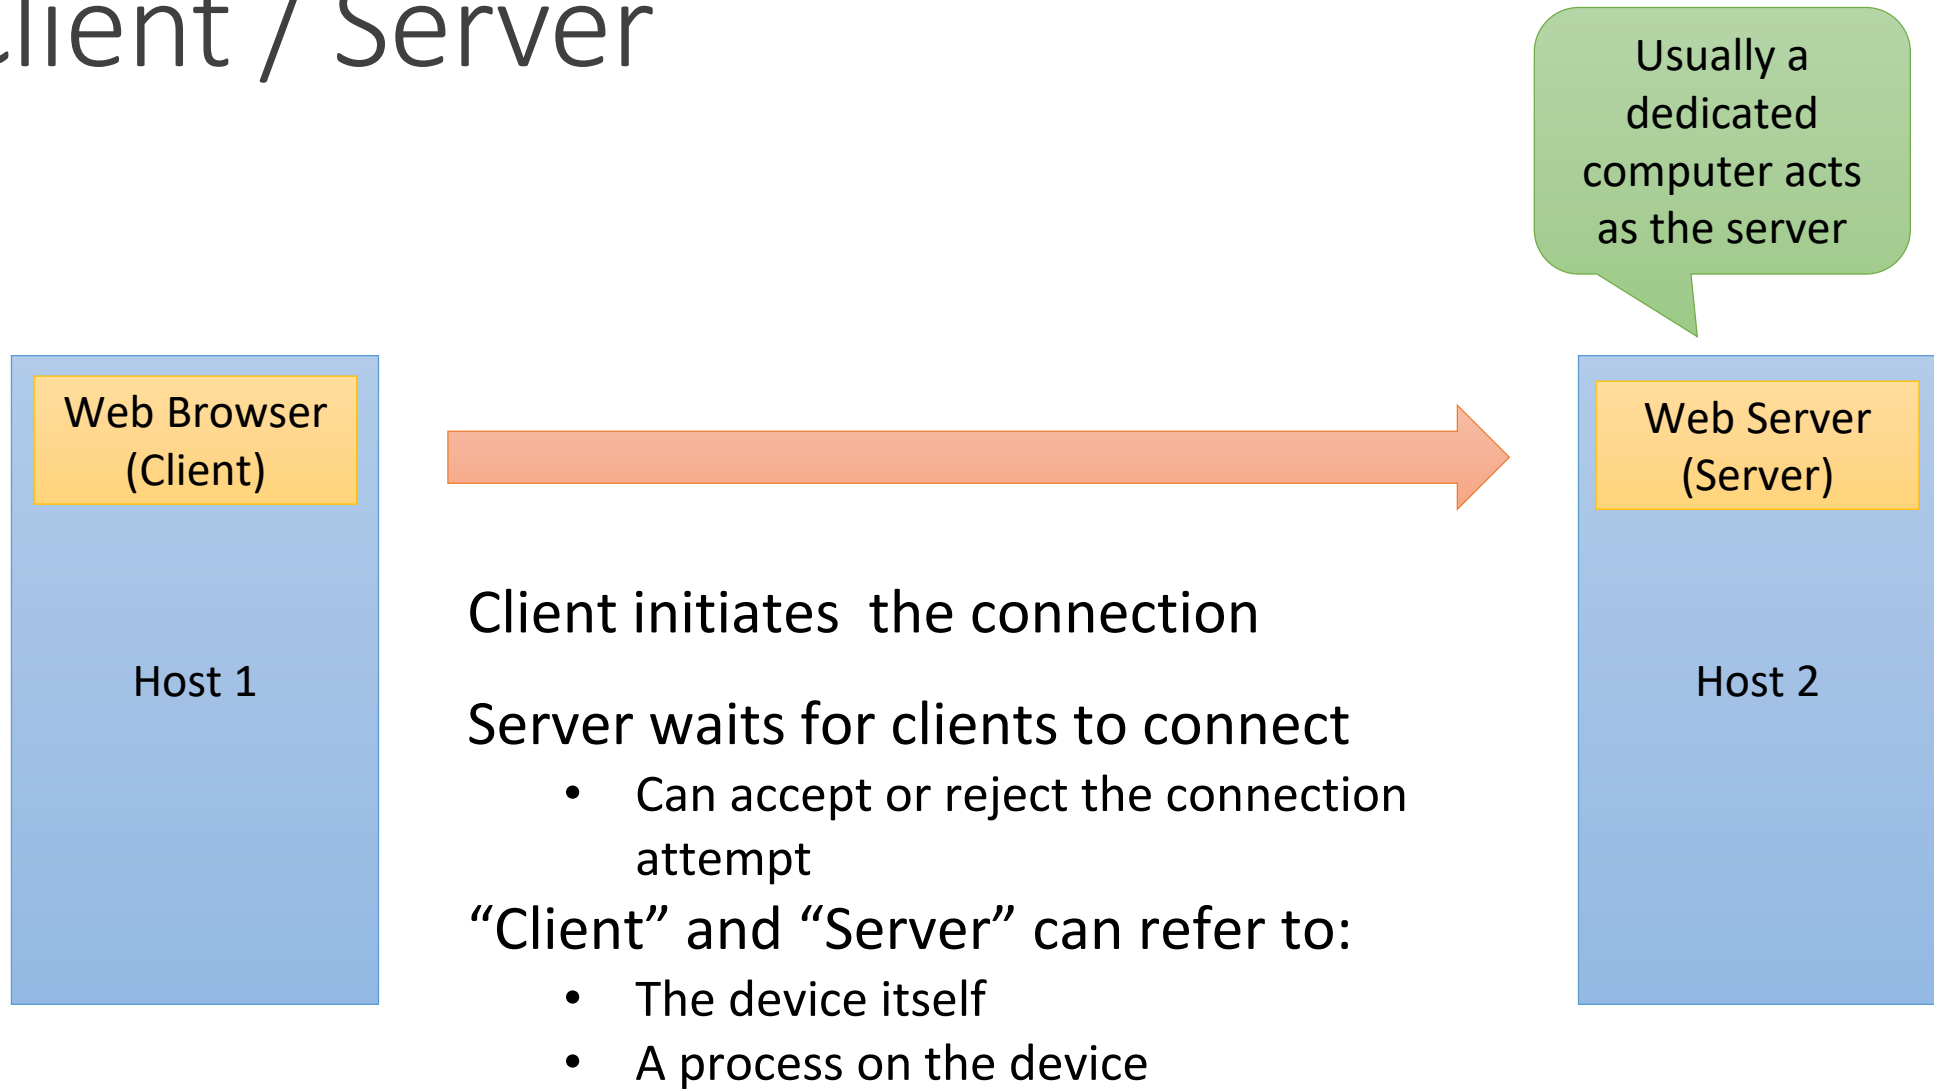 Client / Server
Usually a
dedicated
computer acts
as the server
Web Browser
(Client)
Web Server
(Server)
Client initiates  the connection
Host 1
Host 2
Server waits for clients to connect
• Can accept or reject the connection
attempt
“Client” and “Server” can refer to:
• The device itself
• A process on the device